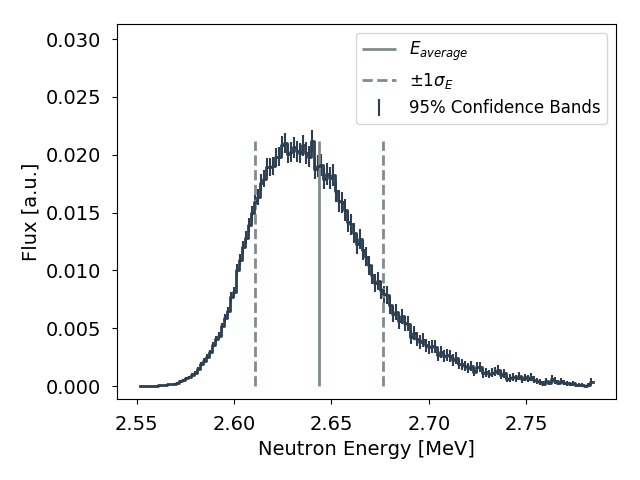 0.030
0.025
0.020
0.015
0.010
0.005
0.000
Flux [a.u.]
E_average
±1σ_E
95% Confidence Bands
2.55 2.60 2.65 2.70 2.75
Neutron Energy [MeV]